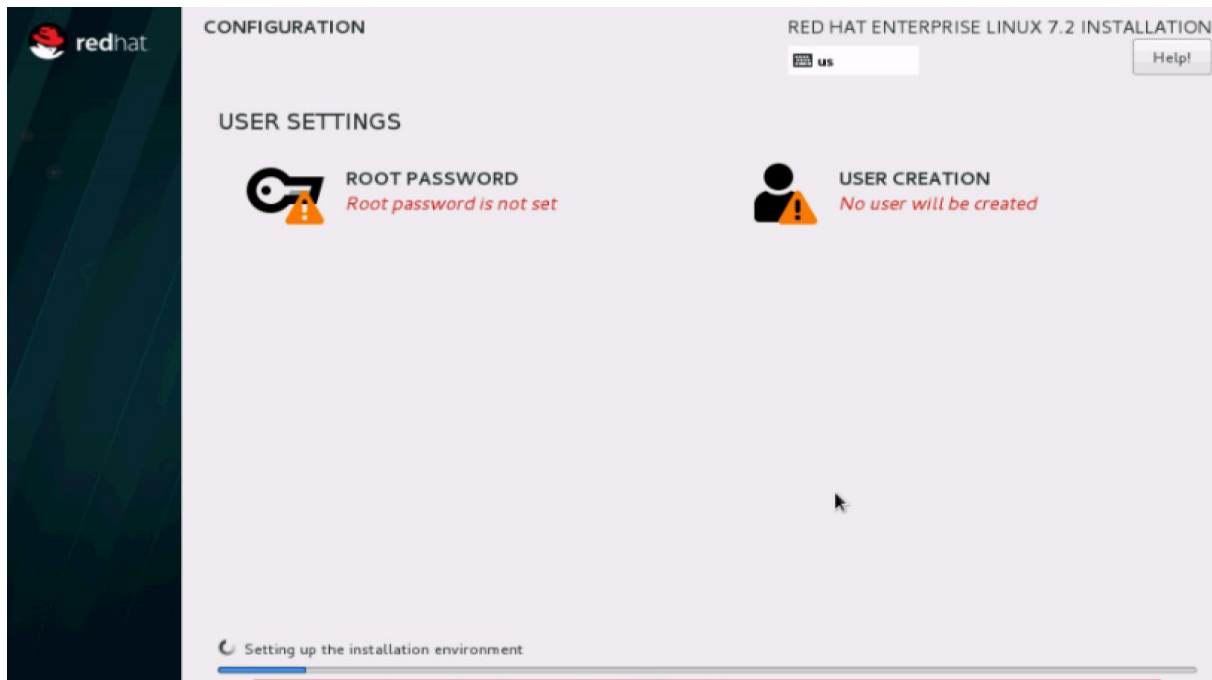 redhat
CONFIGURATION
RED HAT ENTERPRISE LINUX 7.2 INSTALLATION
us
Help!
USER SETTINGS
ROOT PASSWORD
Root password is not set
USER CREATION
No user will be created
Setting up the installation environment